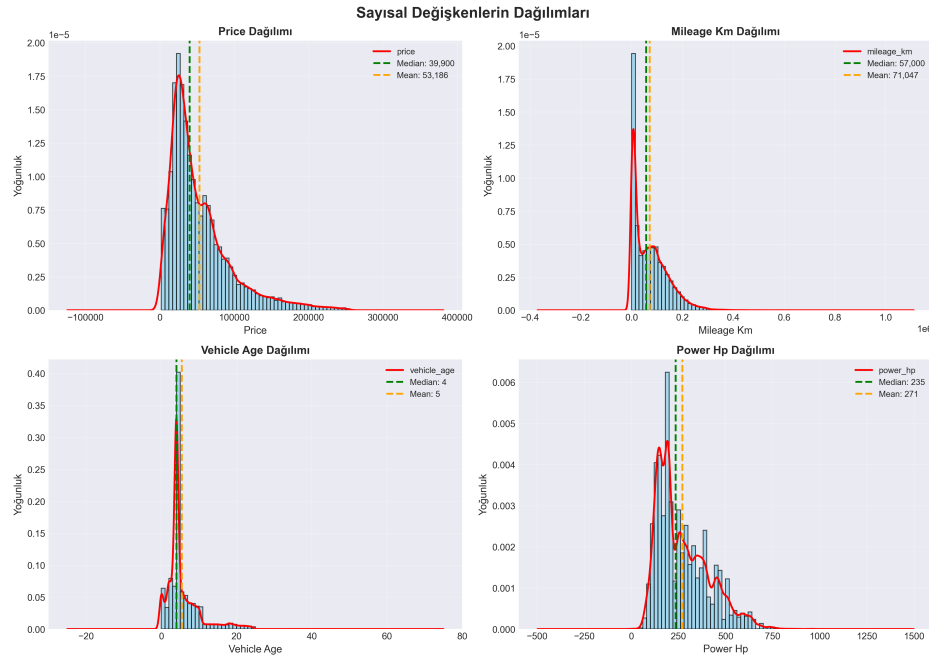 Sayısal Değişkenlerin Dağılımları
Price Dağılımı
1e−5
2.00
1.75
1.50
1.25
1.00
0.75
0.50
0.25
0.00
Yoğunluk
price
Median: 39,900
Mean: 53,186
−100000 0 100000 200000 300000 400000
Price
Mileage Km Dağılımı
1e−5
2.00
1.75
1.50
1.25
1.00
0.75
0.50
0.25
0.00
Yoğunluk
mileage_km
Median: 57,000
Mean: 71,047
−0.4 −0.2 0.0 0.2 0.4 0.6 0.8 1.0
Mileage Km
Vehicle Age Dağılımı
0.40
0.35
0.30
0.25
0.20
0.15
0.10
0.05
0.00
Yoğunluk
vehicle_age
Median: 4
Mean: 5
−20 0 20 40 60 80
Vehicle Age
Power Hp Dağılımı
0.006
0.005
0.004
0.003
0.002
0.001
0.000
Yoğunluk
power_hp
Median: 235
Mean: 271
−500 −250 0 250 500 750 1000 1250 1500
Power Hp